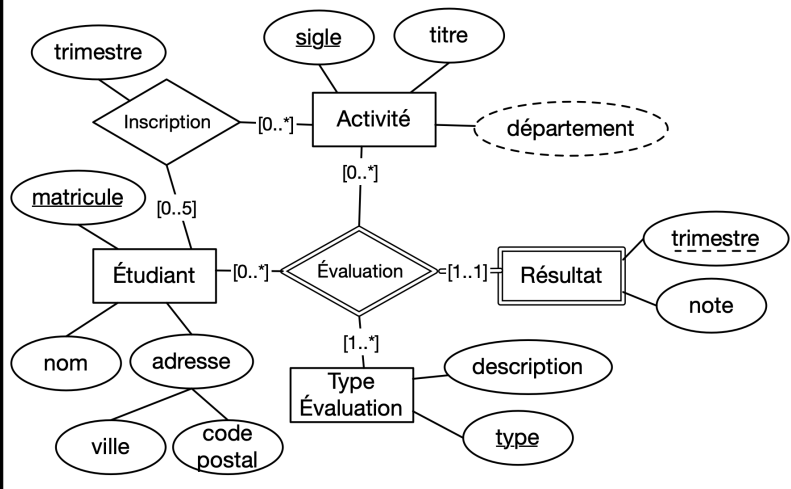 sigle
titre
trimestre
Activité
Inscription
[0..*]
département
[0..*]
matricule
[0..5]
trimestre
Étudiant
[0..*]
Évaluation
[1..1]
Résultat
note
[1..*]
nom
adresse
description
Type
Évaluation
ville
code
postal
type